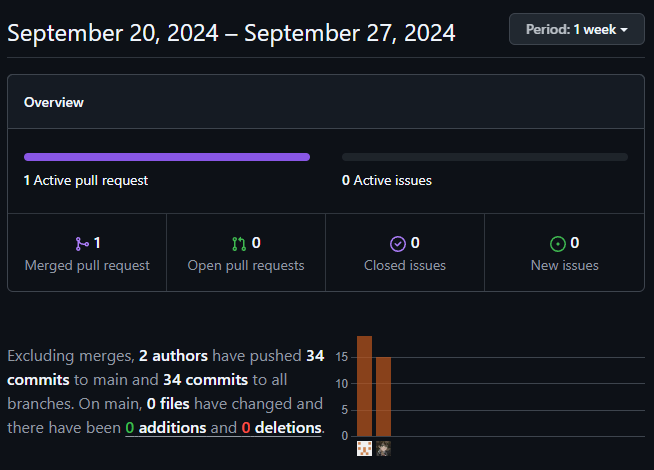 September 20, 2024 – September 27, 2024
Period: 1 week
Overview
1 Active pull request
0 Active issues
1
Merged pull request
0
Open pull requests
0
Closed issues
0
New issues
Excluding merges, 2 authors have pushed 34
commits to main and 34 commits to all
branches. On main, 0 files have changed and
there have been 0 additions and 0 deletions.
15
10
5
0